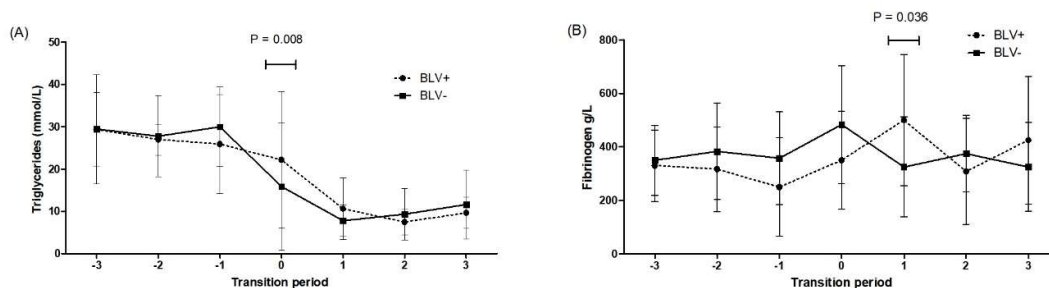 (A)
P = 0.008
BLV+
BLV-
Triglycerides (mmol/L)
50
40
30
20
10
0
-3 -2 -1 0 1 2 3
Transition period
(B)
P = 0.036
BLV+
BLV-
Fibrinogen g/L
800
600
400
200
0
-3 -2 -1 0 1 2 3
Transition period